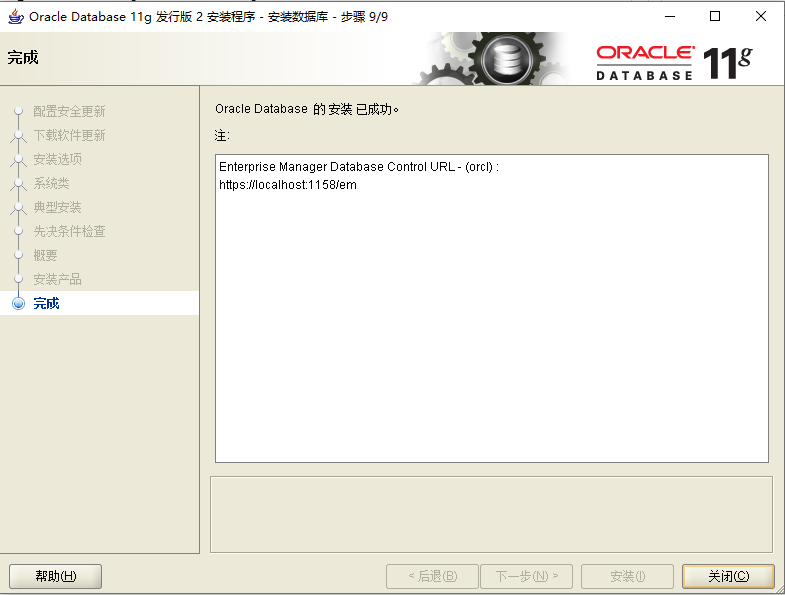 Oracle Database 11g 发行版 2 安装程序 - 安装数据库 - 步骤 9/9
完成
ORACLE
DATABASE
11g
配置安全更新
下载软件更新
安装选项
系统类
典型安装
先决条件检查
概要
安装产品
完成
Oracle Database 的 安装 已成功。
注:
Enterprise Manager Database Control URL - (orcl) :
https://localhost:1158/em
帮助(H)
< 后退(B)
下一步(N) >
安装(I)
关闭(C)